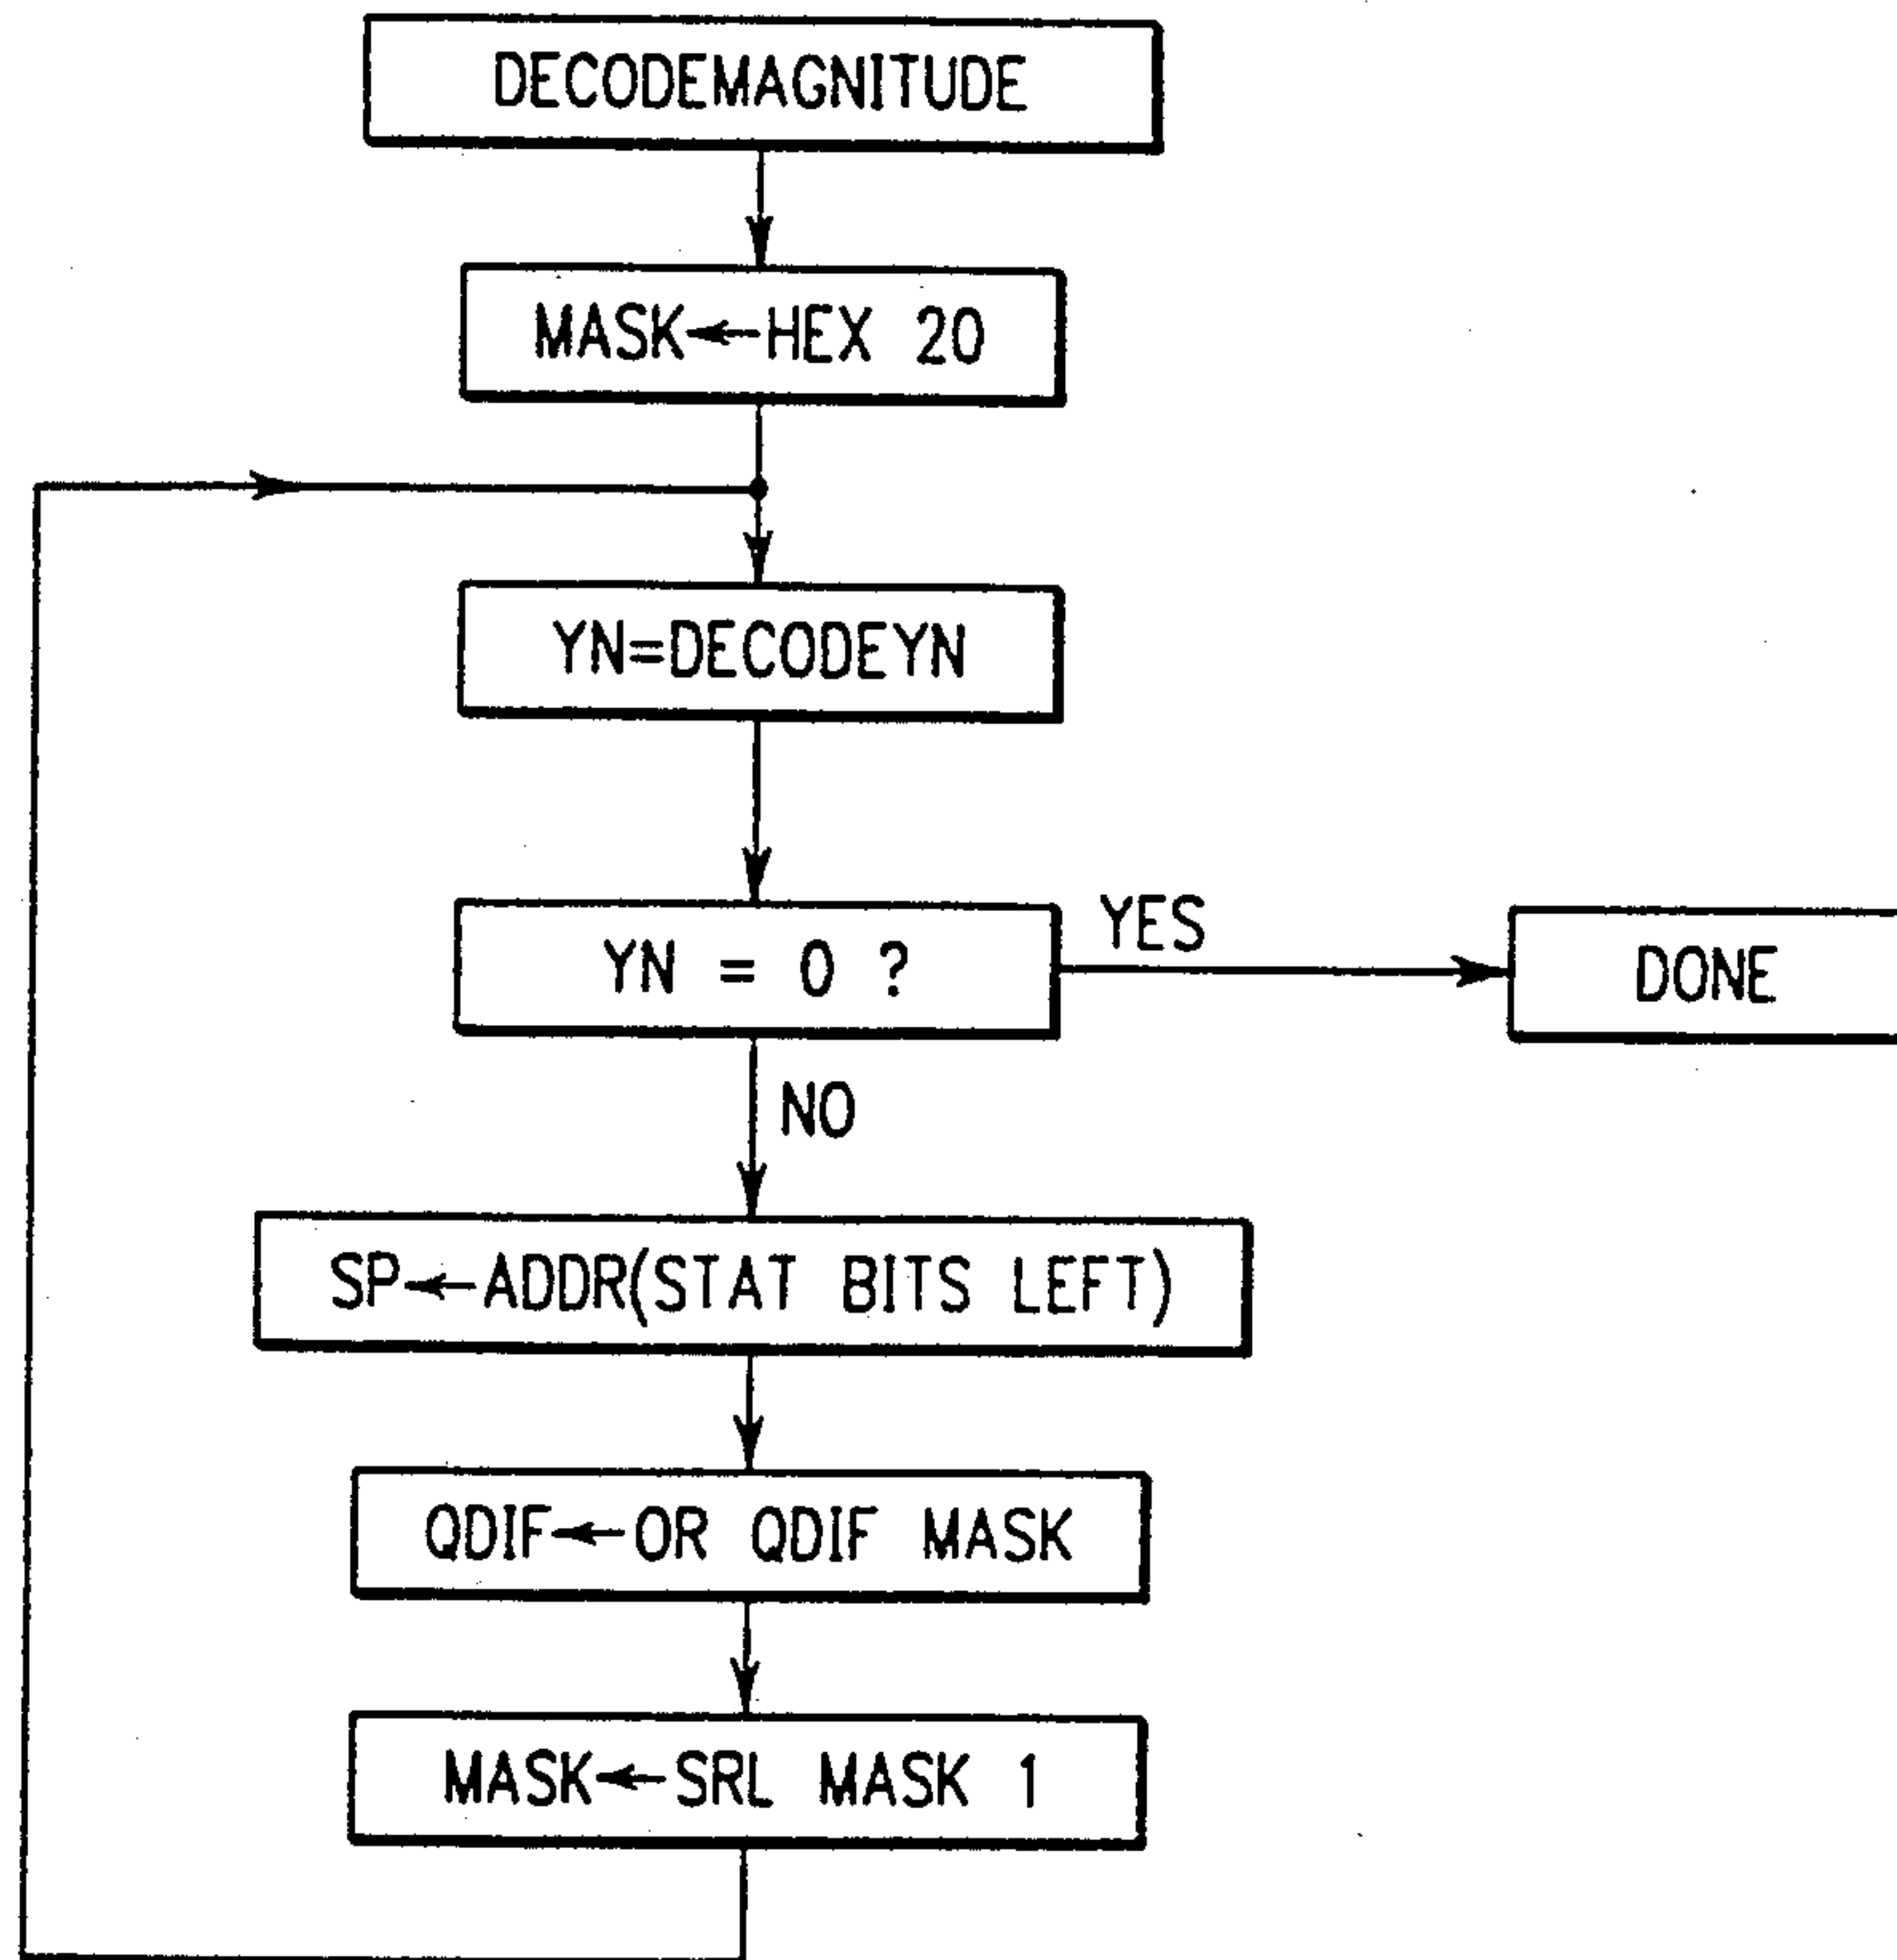 DECODEMAGNITUDE
MASK←HEX 20
YN=DECODEYN
YN = 0 ?
YES
DONE
NO
SP←ADDR(STAT BITS LEFT)
QDIF←OR QDIF MASK
MASK←SRL MASK 1